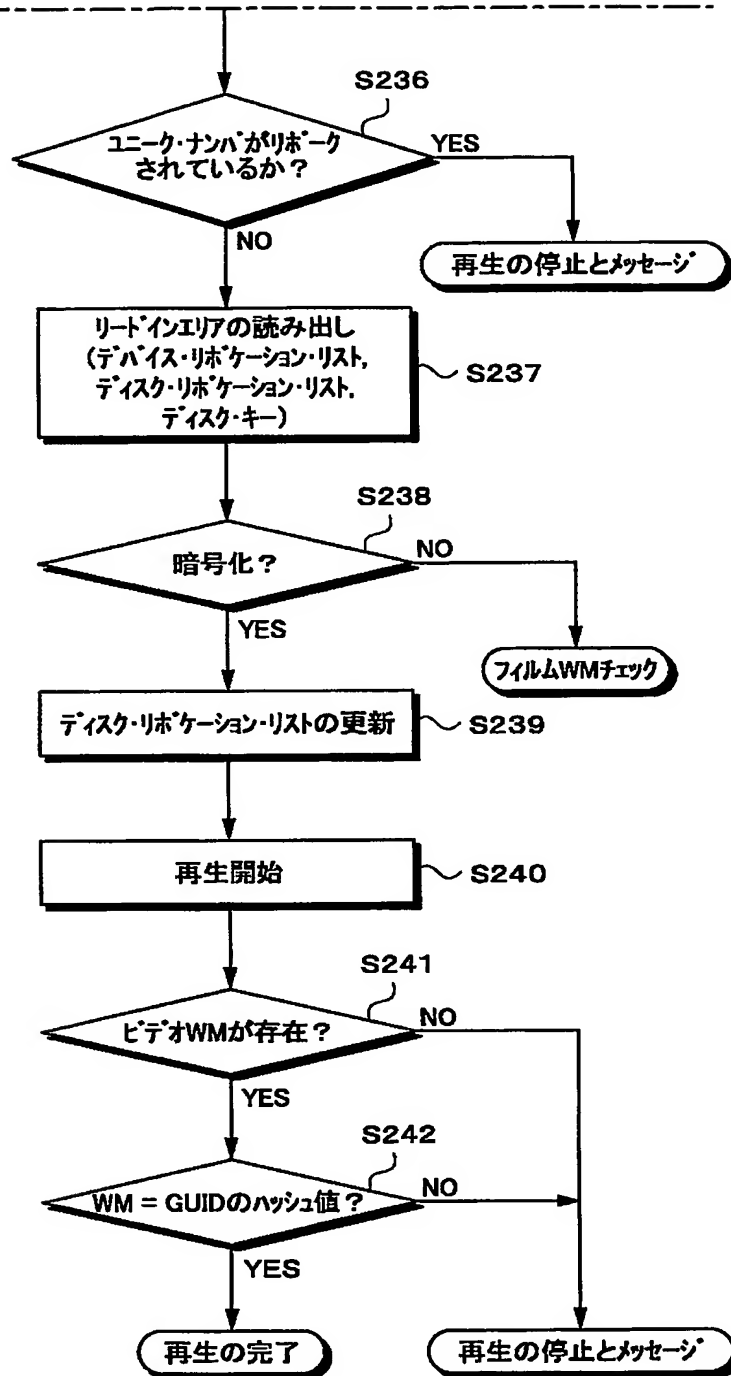 S236
ユニーク・ナンバがリボーク
されているか?
YES
NO
再生の停止とメッセージ
リードインエリアの読み出し
(デバイス・リボケーション・リスト,
ディスク・リボケーション・リスト,
ディスク・キー)
S237
S238
暗号化?
NO
YES
フィルムWMチェック
ディスク・リボケーション・リストの更新
S239
再生開始
S240
S241
ビデオWMが存在?
NO
YES
S242
WM = GUIDのハッシュ値?
NO
YES
再生の完了
再生の停止とメッセージ